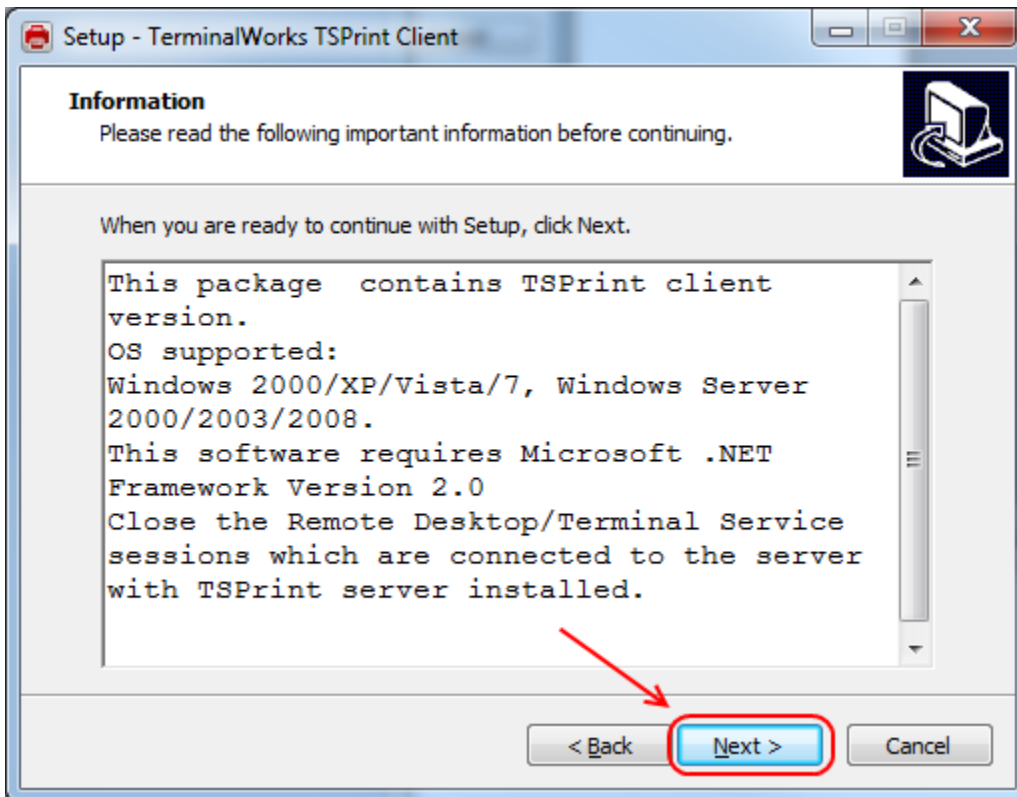 Setup - TerminalWorks TSPrint Client
Information
Please read the following important information before continuing.
When you are ready to continue with Setup, click Next.
This package  contains TSPrint client
version.
OS supported:
Windows 2000/XP/Vista/7, Windows Server
2000/2003/2008.
This software requires Microsoft .NET
Framework Version 2.0
Close the Remote Desktop/Terminal Service
sessions which are connected to the server
with TSPrint server installed.
< Back
Next >
Cancel